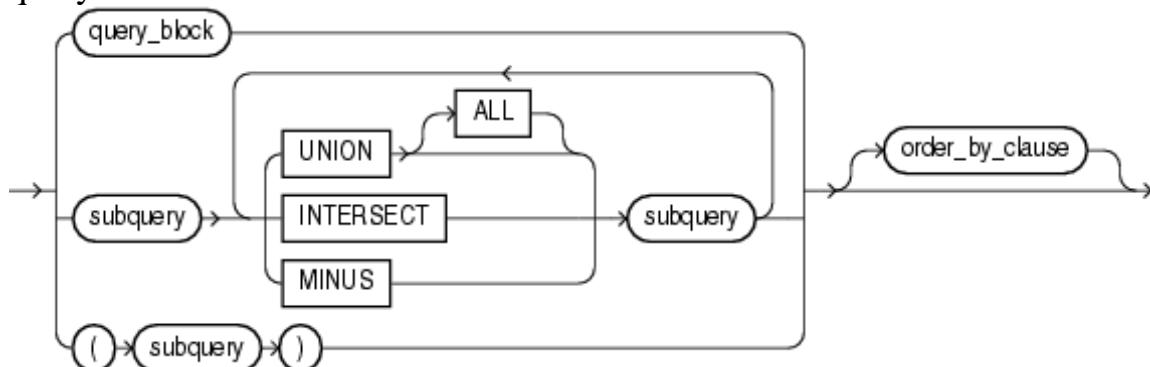 query_block
ALL
UNION
order_by_clause
subquery
INTERSECT
subquery
MINUS
( subquery )